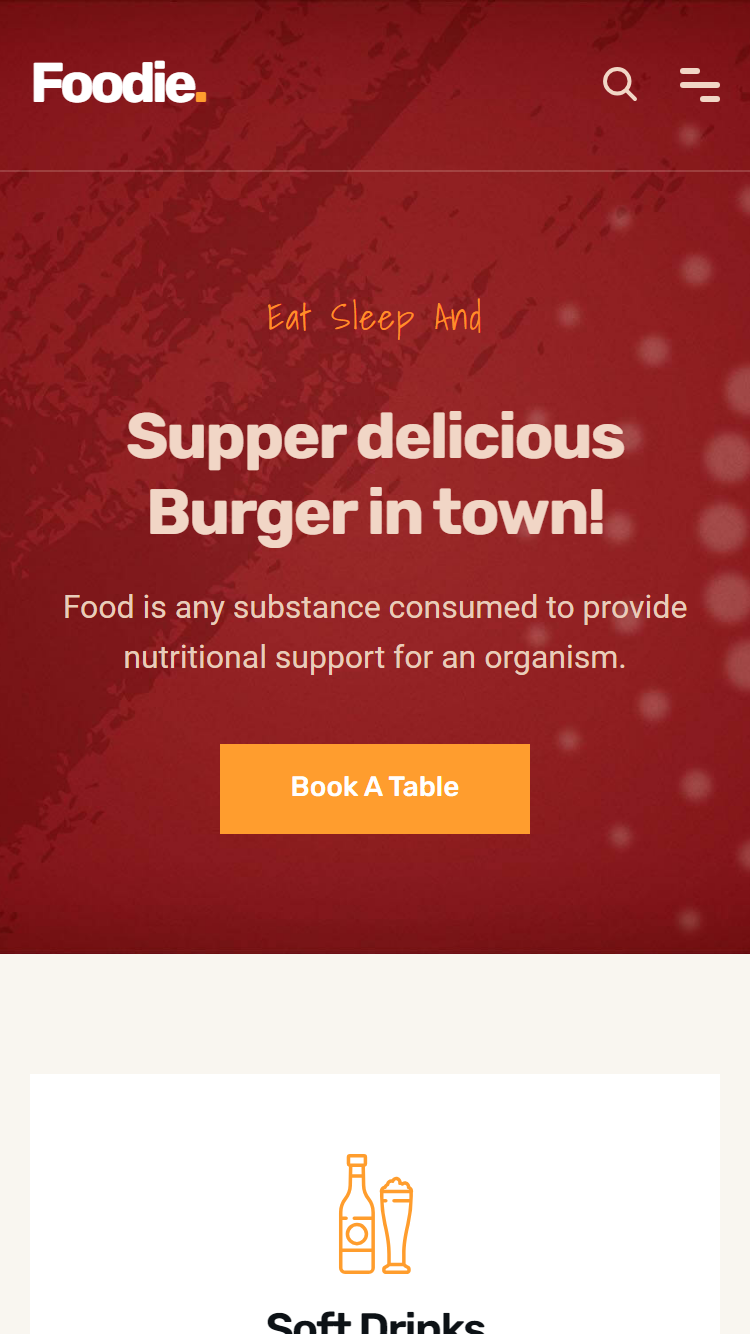 Foodie.
Eat Sleep And
Supper delicious
Burger in town!
Food is any substance consumed to provide
nutritional support for an organism.
Book A Table
Soft Drinks